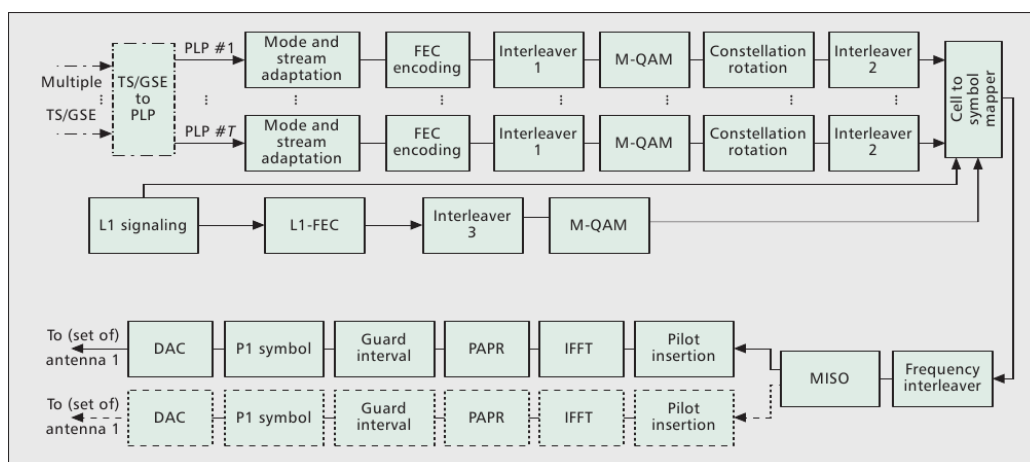 Multiple
⋮
TS/GSE
TS/GSE
to
PLP
PLP #1
⋮
PLP #T
Mode and
stream
adaptation
FEC
encoding
Interleaver
1
M-QAM
Constellation
rotation
Interleaver
2
⋮ ⋮ ⋮ ⋮ ⋮ ⋮
Mode and
stream
adaptation
FEC
encoding
Interleaver
1
M-QAM
Constellation
rotation
Interleaver
2
Cell to
symbol
mapper
L1 signaling
L1-FEC
Interleaver
3
M-QAM
To (set of)
antenna 1
DAC
P1 symbol
Guard
interval
PAPR
IFFT
Pilot
insertion
MISO
Frequency
interleaver
To (set of)
antenna 1
DAC
P1 symbol
Guard
interval
PAPR
IFFT
Pilot
insertion